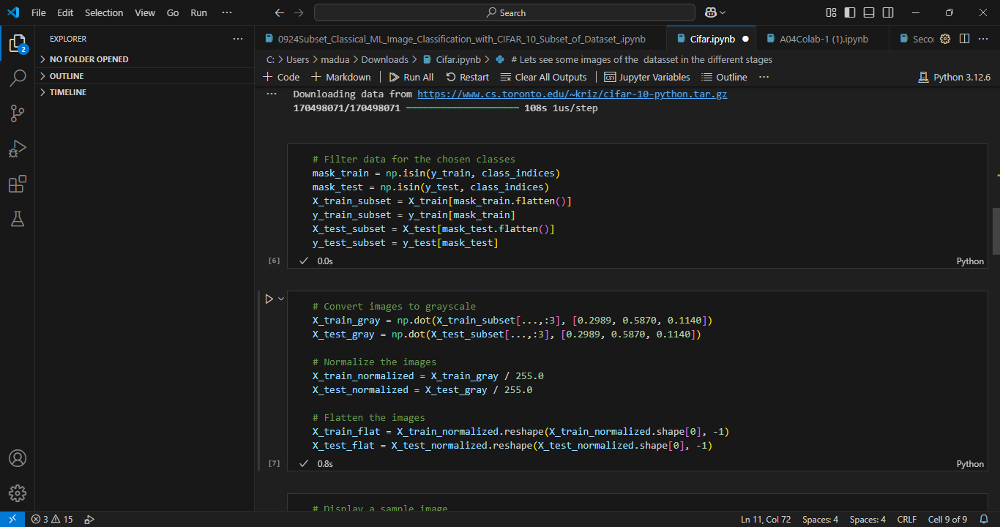 File Edit Selection View Go Run ··· Search
EXPLORER ···
NO FOLDER OPENED
OUTLINE
TIMELINE
2
0924Subset_Classical_ML_Image_Classification_with_CIFAR_10_Subset_of_Dataset_.ipynb Cifar.ipynb A04Colab-1 (1).ipynb Secor ···
C: > Users > madua > Downloads > Cifar.ipynb > # Lets see some images of the datasset in the different stages
+ Code + Markdown | Run All Restart Clear All Outputs | Jupyter Variables Outline ··· Python 3.12.6
··· Downloading data from https://www.cs.toronto.edu/~kriz/cifar-10-python.tar.gz
170498071/170498071 ━━━━━━━━━━━━━━━━━━━━ 108s 1us/step
# Filter data for the chosen classes
mask_train = np.isin(y_train, class_indices)
mask_test = np.isin(y_test, class_indices)
X_train_subset = X_train[mask_train.flatten()]
y_train_subset = y_train[mask_train]
X_test_subset = X_test[mask_test.flatten()]
y_test_subset = y_test[mask_test]
[6] ✓ 0.0s Python
# Convert images to grayscale
X_train_gray = np.dot(X_train_subset[...,:3], [0.2989, 0.5870, 0.1140])
X_test_gray = np.dot(X_test_subset[...,:3], [0.2989, 0.5870, 0.1140])
# Normalize the images
X_train_normalized = X_train_gray / 255.0
X_test_normalized = X_test_gray / 255.0
# Flatten the images
X_train_flat = X_train_normalized.reshape(X_train_normalized.shape[0], -1)
X_test_flat = X_test_normalized.reshape(X_test_normalized.shape[0], -1)
[7] ✓ 0.8s Python
# Display a sample image
3 15 Ln 11, Col 72 Spaces: 4 Spaces: 4 CRLF Cell 9 of 9